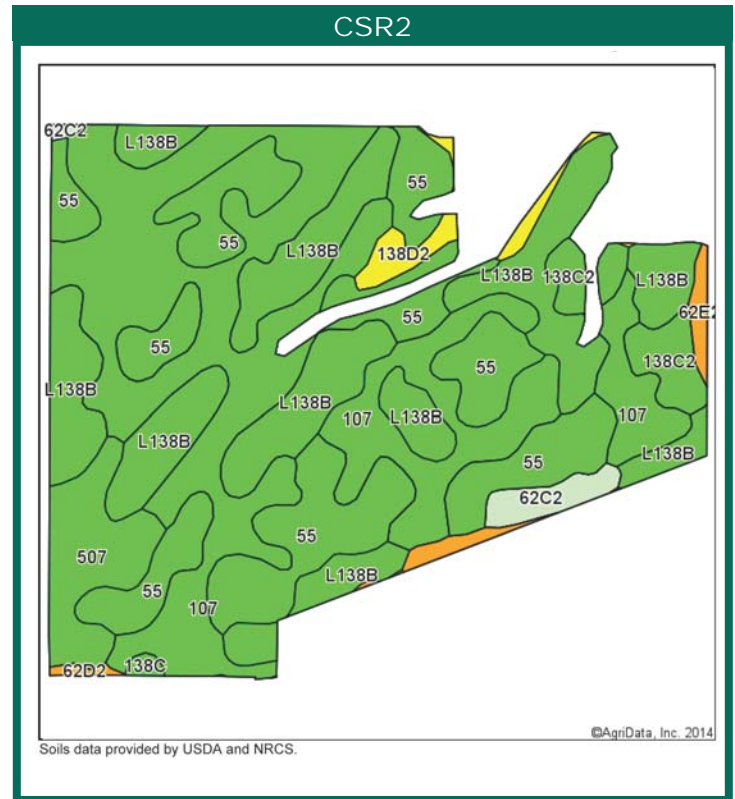 CSR2
62C2
L138B
55
55
55
L138B
138D2
L138B
138C2
L138B
62E2
55
55
55
138C2
L138B
L138B
L138B
107
L138B
107
L138B
55
62C2
507
55
55
L138B
107
62D2
138C
©AgriData, Inc. 2014
Soils data provided by USDA and NRCS.